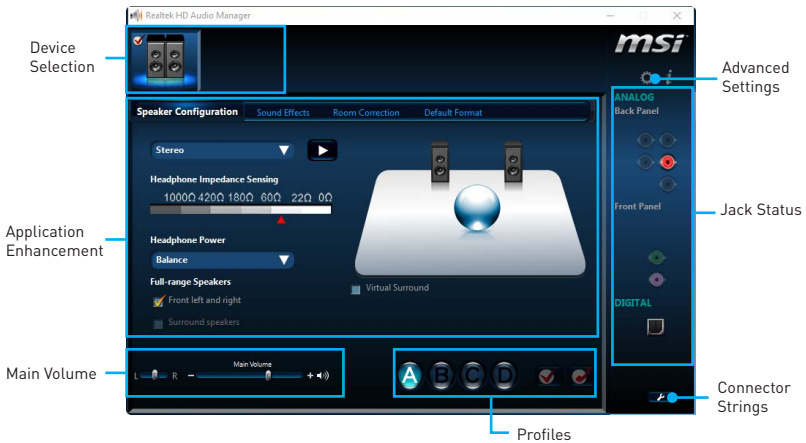 Realtek HD Audio Manager
msi
Device
Selection
Advanced
Settings
ANALOG
Back Panel
Speaker Configuration Sound Effects Room Correction Default Format
Stereo
Headphone Impedance Sensing
1000Ω 420Ω 180Ω 60Ω 22Ω 0Ω
Front Panel
Jack Status
Application
Enhancement
Headphone Power
Balance
Full-range Speakers
Virtual Surround
Front left and right
Surround speakers
DIGITAL
Main Volume
Main Volume
L R − +
A B C D
Connector
Strings
Profiles